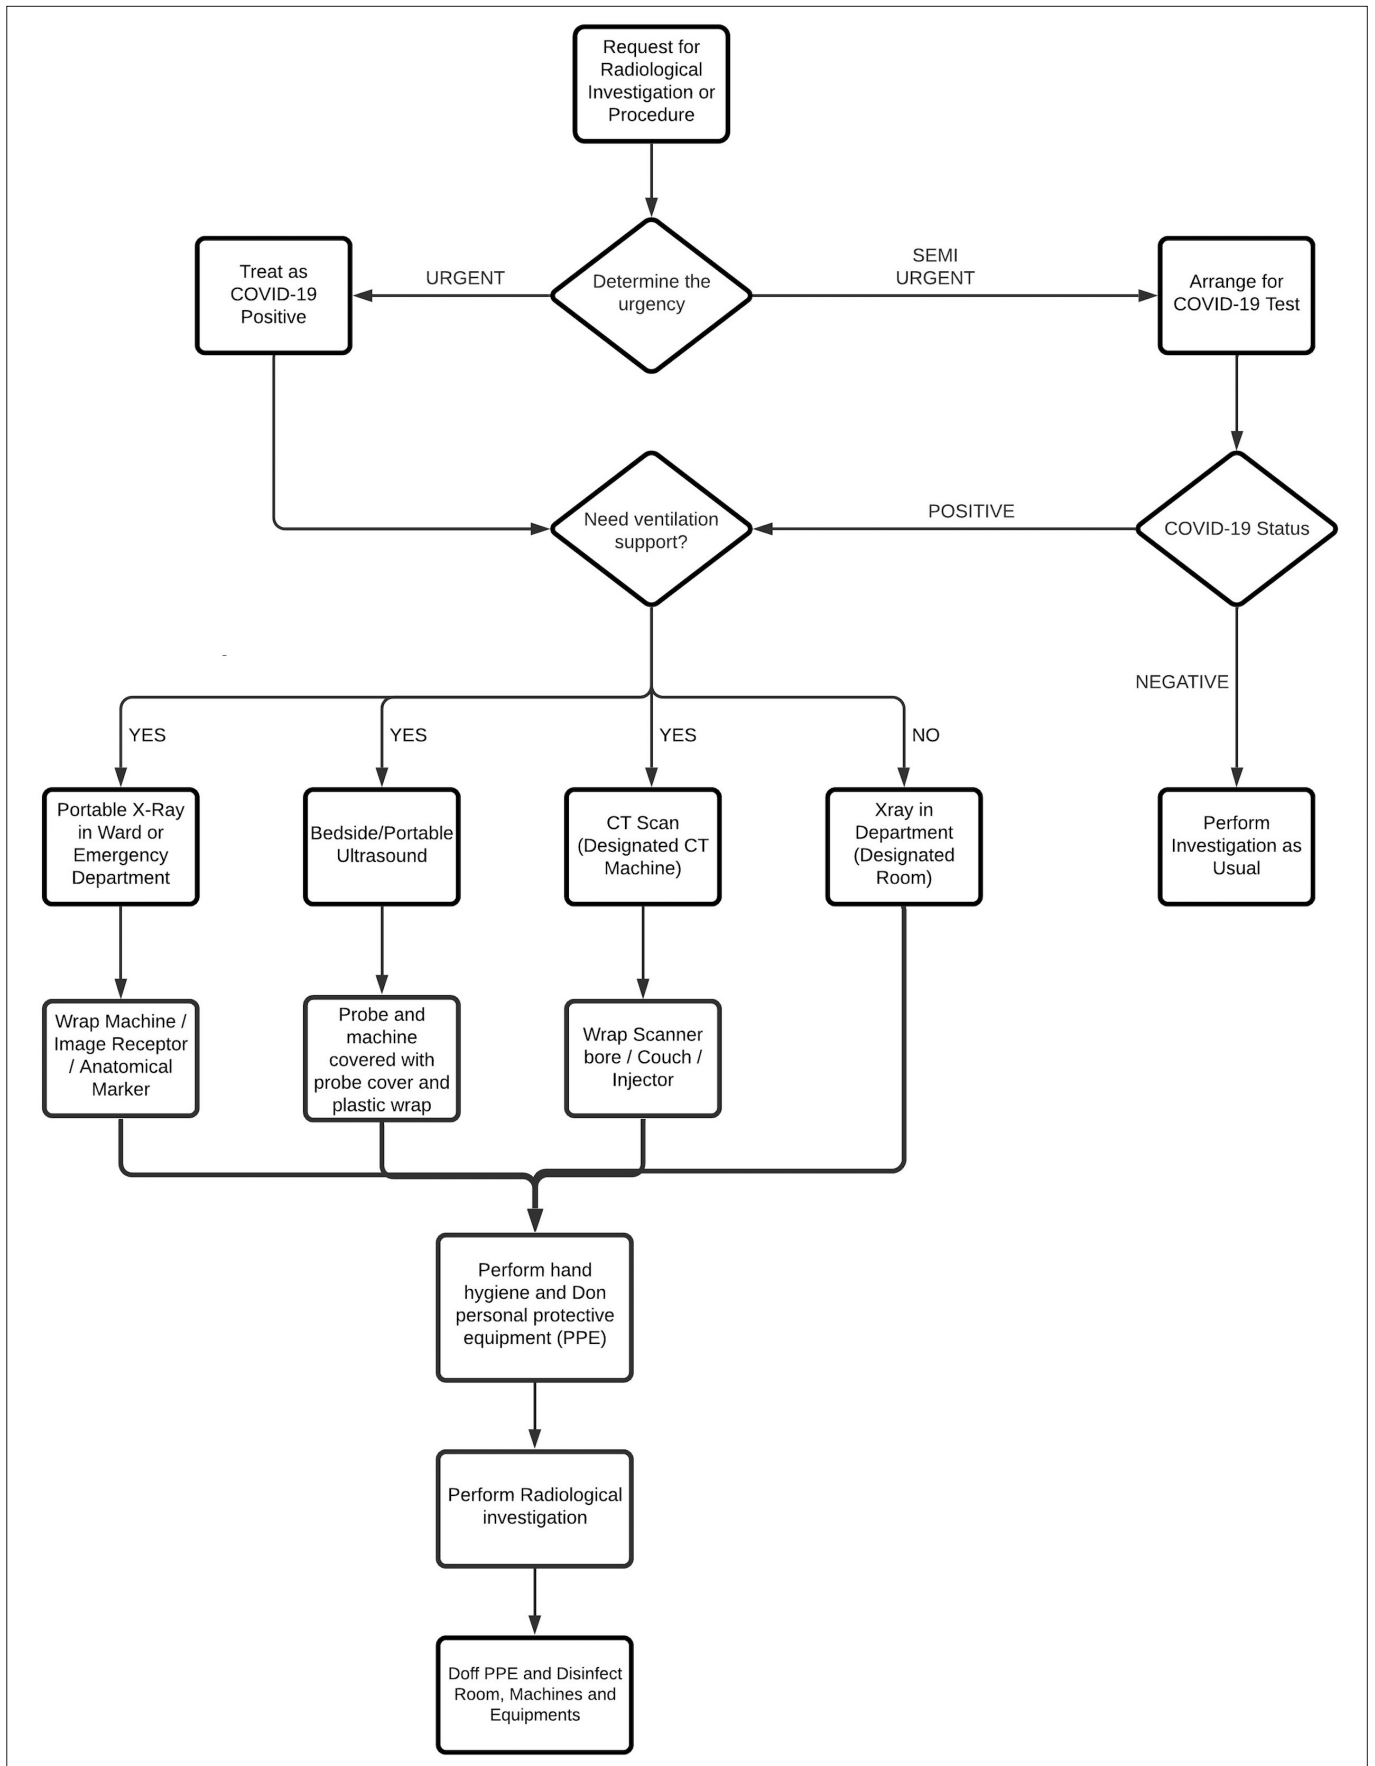 Request for
Radiological
Investigation or
Procedure
Treat as
COVID-19
Positive
URGENT
Determine the
urgency
SEMI
URGENT
Arrange for
COVID-19 Test
Need ventilation
support?
POSITIVE
COVID-19 Status
NEGATIVE
YES
YES
YES
NO
Portable X-Ray
in Ward or
Emergency
Department
Bedside/Portable
Ultrasound
CT Scan
(Designated CT
Machine)
Xray in
Department
(Designated
Room)
Perform
Investigation as
Usual
Wrap Machine /
Image Receptor
/ Anatomical
Marker
Probe and
machine
covered with
probe cover and
plastic wrap
Wrap Scanner
bore / Couch /
Injector
Perform hand
hygiene and Don
personal protective
equipment (PPE)
Perform Radiological
investigation
Doff PPE and Disinfect
Room, Machines and
Equipments